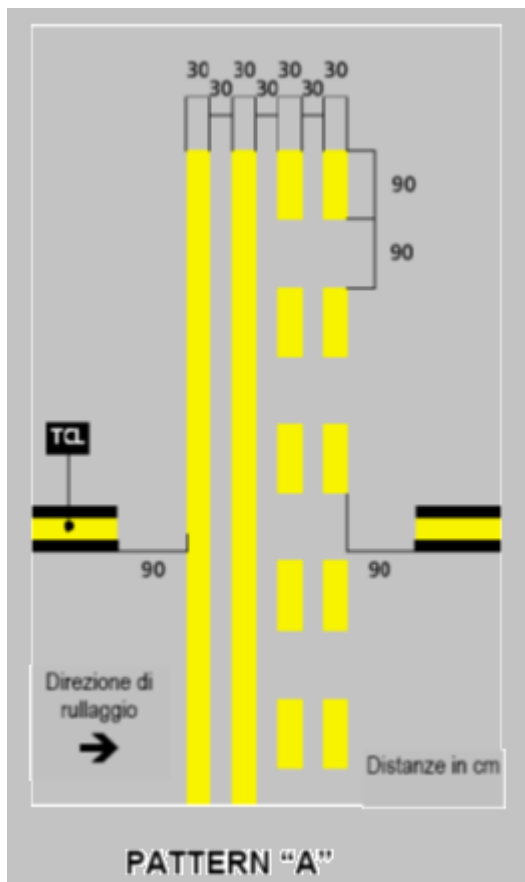 30 30 30 30
30 30 30
90
90
TCL
90 90
Direzione di
rullaggio
Distanze in cm
PATTERN “A”